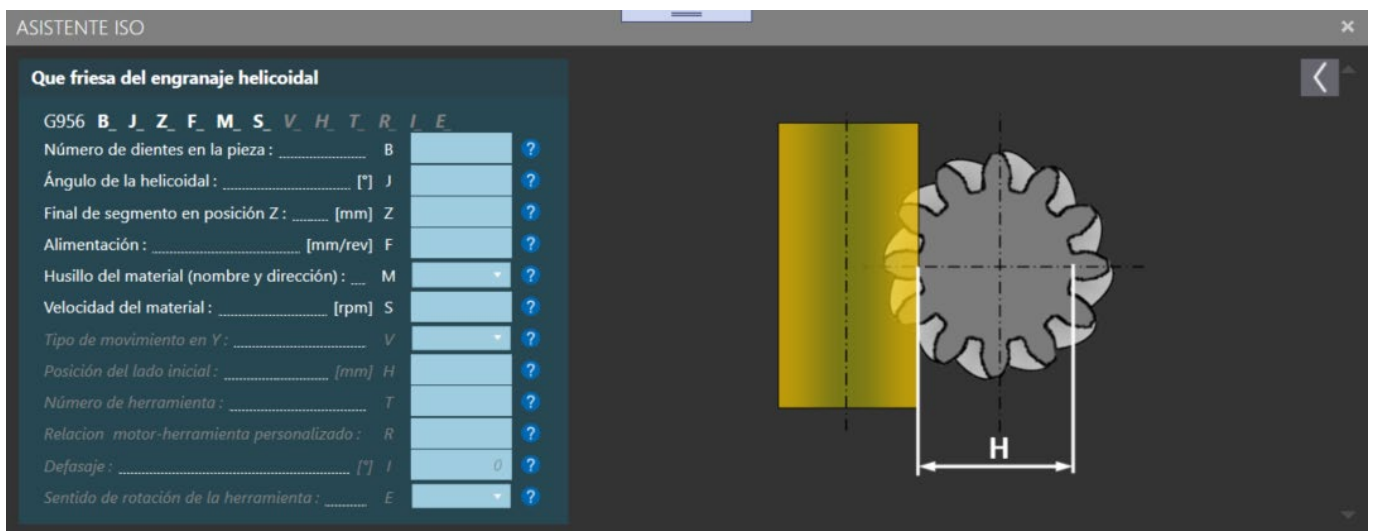 ASISTENTE ISO
Que friesa del engranaje helicoidal
G956 B_ J_ Z_ F_ M_ S_ V_ H_ T_ R_ I_ E_
Número de dientes en la pieza : B ?
Ángulo de la helicoidal : [°] J ?
Final de segmento en posición Z : [mm] Z ?
Alimentación : [mm/rev] F ?
Husillo del material (nombre y dirección) : M ?
Velocidad del material : [rpm] S ?
Tipo de movimiento en Y : V ?
Posición del lado inicial : [mm] H ?
Número de herramienta : T ?
Relacion motor-herramienta personalizado : R ?
Defasaje : [°] I 0 ?
Sentido de rotación de la herramienta : E ?
H